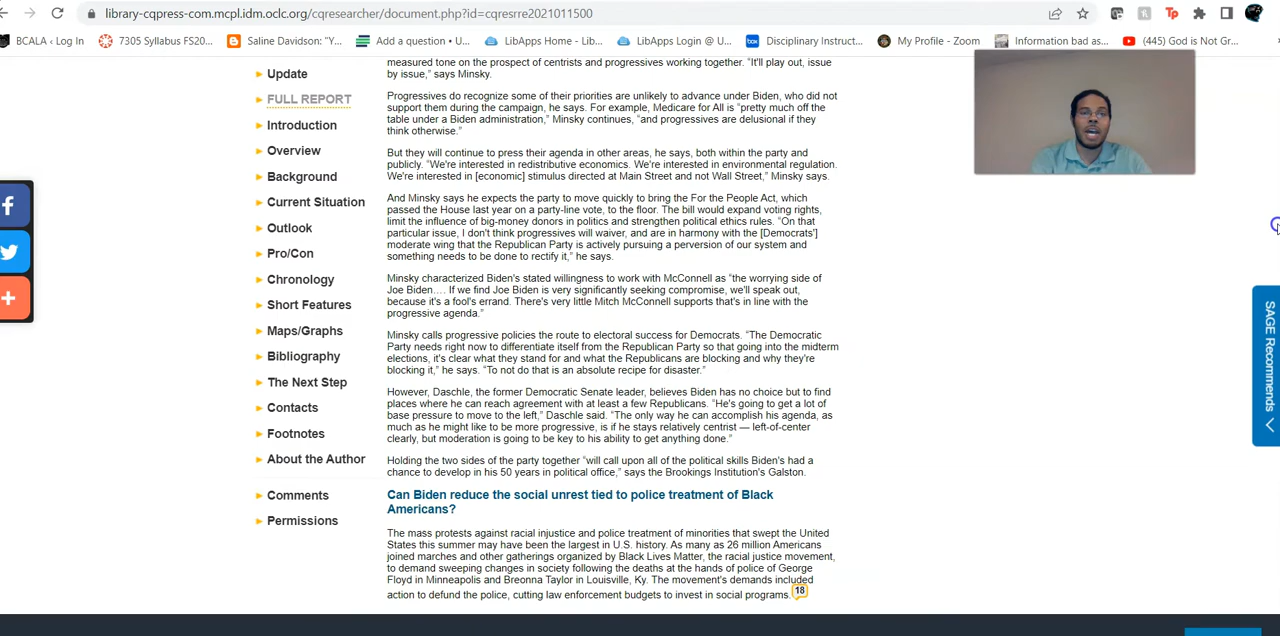 library-cqpress-com.mcpl.idm.oclc.org/cqresearcher/document.php?id=cqresrre2021011500
BCALA ‹ Log In
7305 Syllabus FS20...
Saline Davidson: "Y...
Add a question • U...
LibApps Home - Lib...
LibApps Login @ U...
box
Disciplinary Instruct...
My Profile - Zoom
Information bad as...
(445) God is Not Gr...
Tp
Update
FULL REPORT
Introduction
Overview
Background
Current Situation
Outlook
Pro/Con
Chronology
Short Features
Maps/Graphs
Bibliography
The Next Step
Contacts
Footnotes
About the Author
Comments
Permissions
measured tone on the prospect of centrists and progressives working together. “It'll play out, issue
by issue,” says Minsky.
Progressives do recognize some of their priorities are unlikely to advance under Biden, who did not
support them during the campaign, he says. For example, Medicare for All is “pretty much off the
table under a Biden administration,” Minsky continues, “and progressives are delusional if they
think otherwise.”
But they will continue to press their agenda in other areas, he says, both within the party and
publicly. “We're interested in redistributive economics. We're interested in environmental regulation.
We're interested in [economic] stimulus directed at Main Street and not Wall Street,” Minsky says.
And Minsky says he expects the party to move quickly to bring the For the People Act, which
passed the House last year on a party-line vote, to the floor. The bill would expand voting rights,
limit the influence of big-money donors in politics and strengthen political ethics rules. “On that
particular issue, I don't think progressives will waiver, and are in harmony with the [Democrats']
moderate wing that the Republican Party is actively pursuing a perversion of our system and
something needs to be done to rectify it,” he says.
Minsky characterized Biden's stated willingness to work with McConnell as “the worrying side of
Joe Biden.... If we find Joe Biden is very significantly seeking compromise, we'll speak out,
because it's a fool's errand. There's very little Mitch McConnell supports that's in line with the
progressive agenda.”
Minsky calls progressive policies the route to electoral success for Democrats. “The Democratic
Party needs right now to differentiate itself from the Republican Party so that going into the midterm
elections, it's clear what they stand for and what the Republicans are blocking and why they're
blocking it,” he says. “To not do that is an absolute recipe for disaster.”
However, Daschle, the former Democratic Senate leader, believes Biden has no choice but to find
places where he can reach agreement with at least a few Republicans. “He's going to get a lot of
base pressure to move to the left,” Daschle said. “The only way he can accomplish his agenda, as
much as he might like to be more progressive, is if he stays relatively centrist — left-of-center
clearly, but moderation is going to be key to his ability to get anything done.”
Holding the two sides of the party together “will call upon all of the political skills Biden's had a
chance to develop in his 50 years in political office,” says the Brookings Institution's Galston.
Can Biden reduce the social unrest tied to police treatment of Black
Americans?
The mass protests against racial injustice and police treatment of minorities that swept the United
States this summer may have been the largest in U.S. history. As many as 26 million Americans
joined marches and other gatherings organized by Black Lives Matter, the racial justice movement,
to demand sweeping changes in society following the deaths at the hands of police of George
Floyd in Minneapolis and Breonna Taylor in Louisville, Ky. The movement's demands included
action to defund the police, cutting law enforcement budgets to invest in social programs. 18
SAGE Recommends